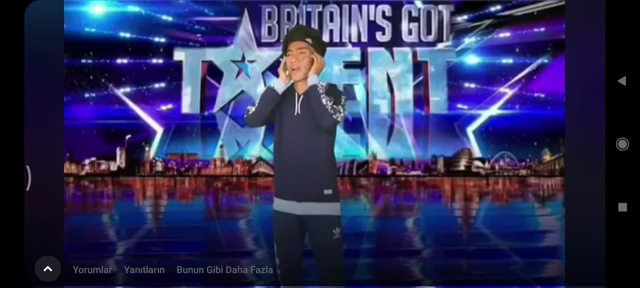 BRITAIN'S GOT
TALENT
Yorumlar Yanıtların Bunun Gibi Daha Fazla